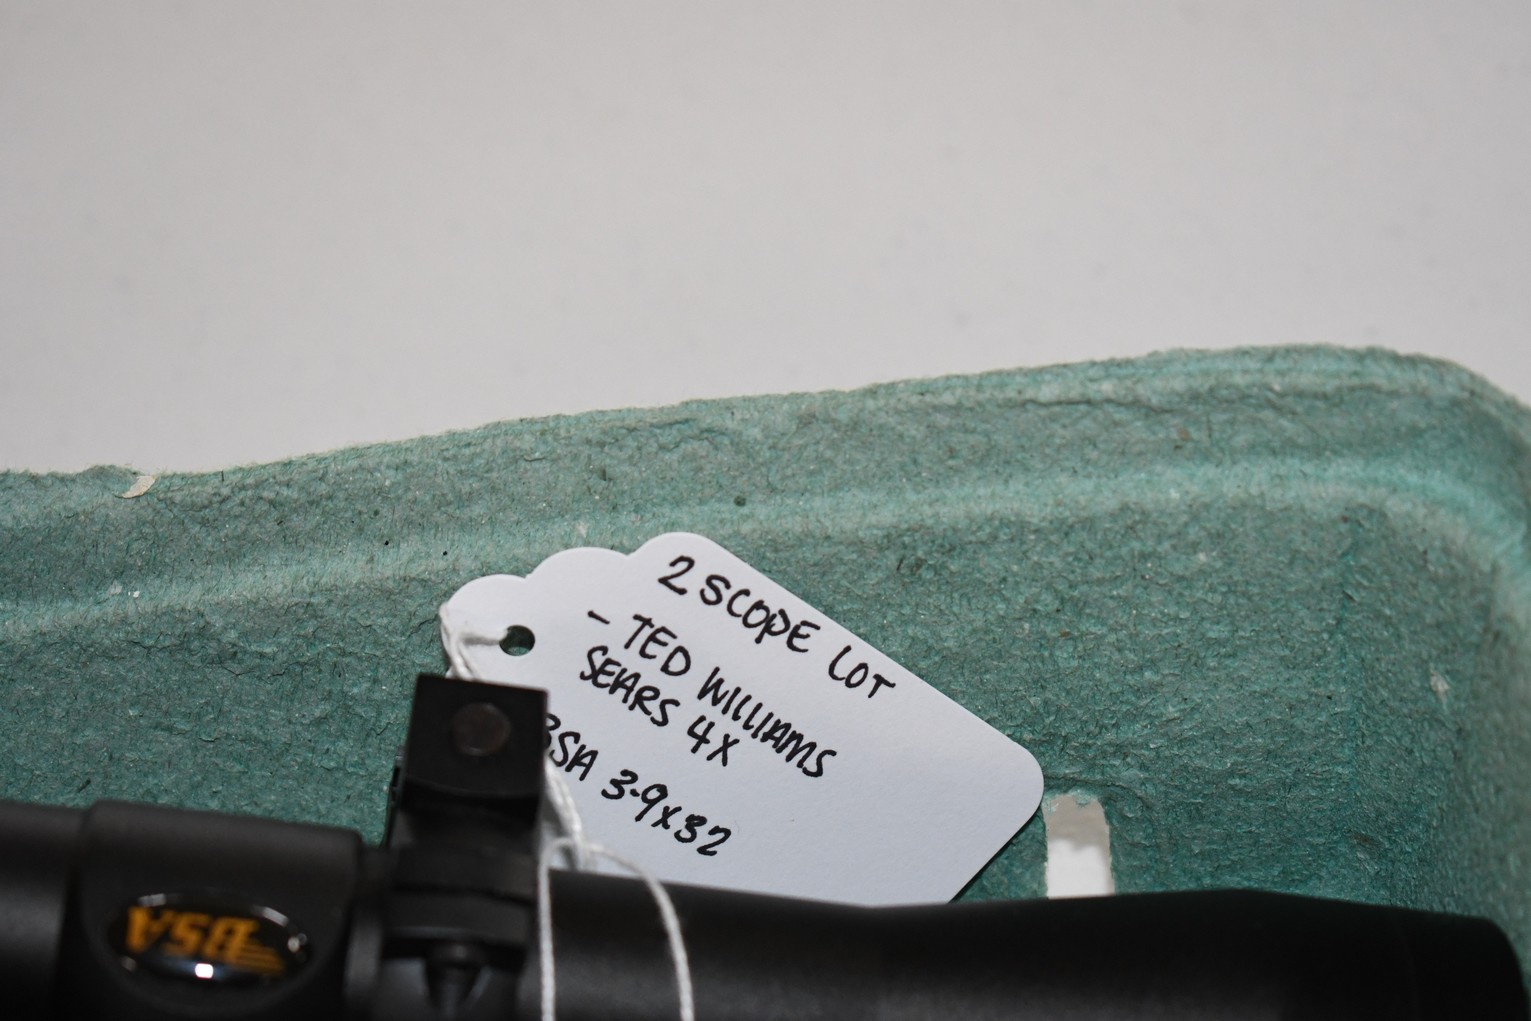 2 SCOPE LOT
- TED WILLIAMS
SEARS 4X
BSA 3-9x32
BSA